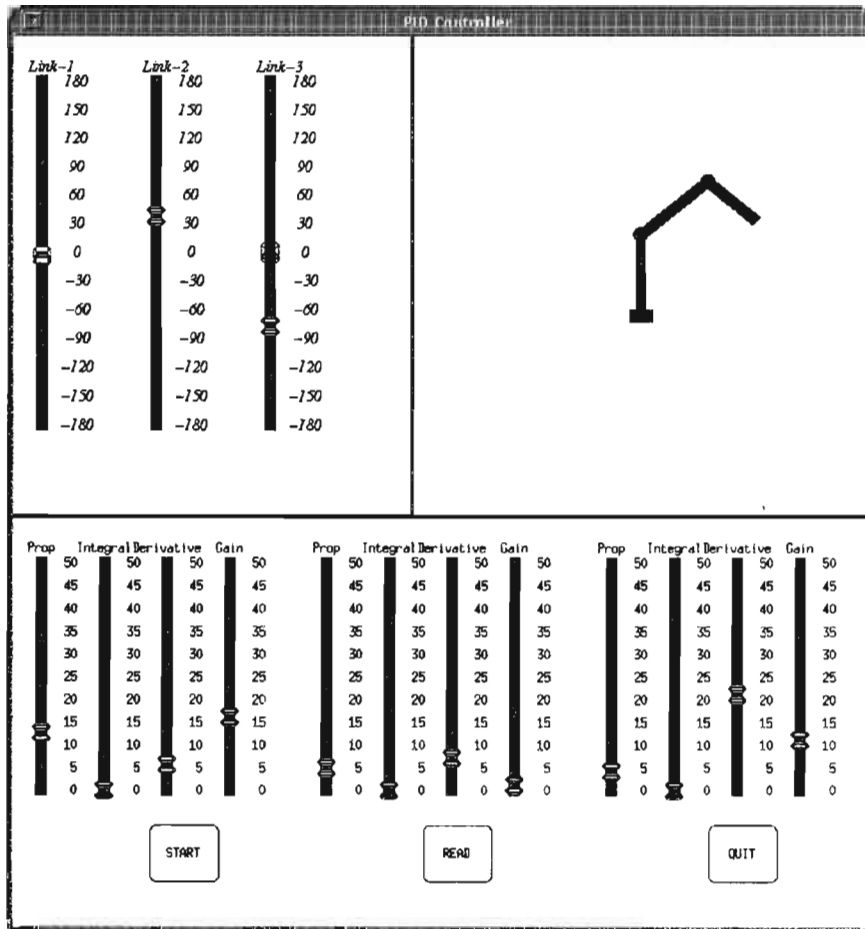 PID Controller
Link-1 Link-2 Link-3
180 180 180
150 150 150
120 120 120
90 90 90
60 60 60
30 30 30
0 0 0
-30 -30 -30
-60 -60 -60
-90 -90 -90
-120 -120 -120
-150 -150 -150
-180 -180 -180
Prop Integral Derivative Gain Prop Integral Derivative Gain Prop Integral Derivative Gain
50 50 50 50 50 50 50 50 50 50 50 50
45 45 45 45 45 45 45 45 45 45 45 45
40 40 40 40 40 40 40 40 40 40 40 40
35 35 35 35 35 35 35 35 35 35 35 35
30 30 30 30 30 30 30 30 30 30 30 30
25 25 25 25 25 25 25 25 25 25 25 25
20 20 20 20 20 20 20 20 20 20 20 20
15 15 15 15 15 15 15 15 15 15 15 15
10 10 10 10 10 10 10 10 10 10 10 10
5 5 5 5 5 5 5 5 5 5 5 5
0 0 0 0 0 0 0 0 0 0 0 0
START READ QUIT